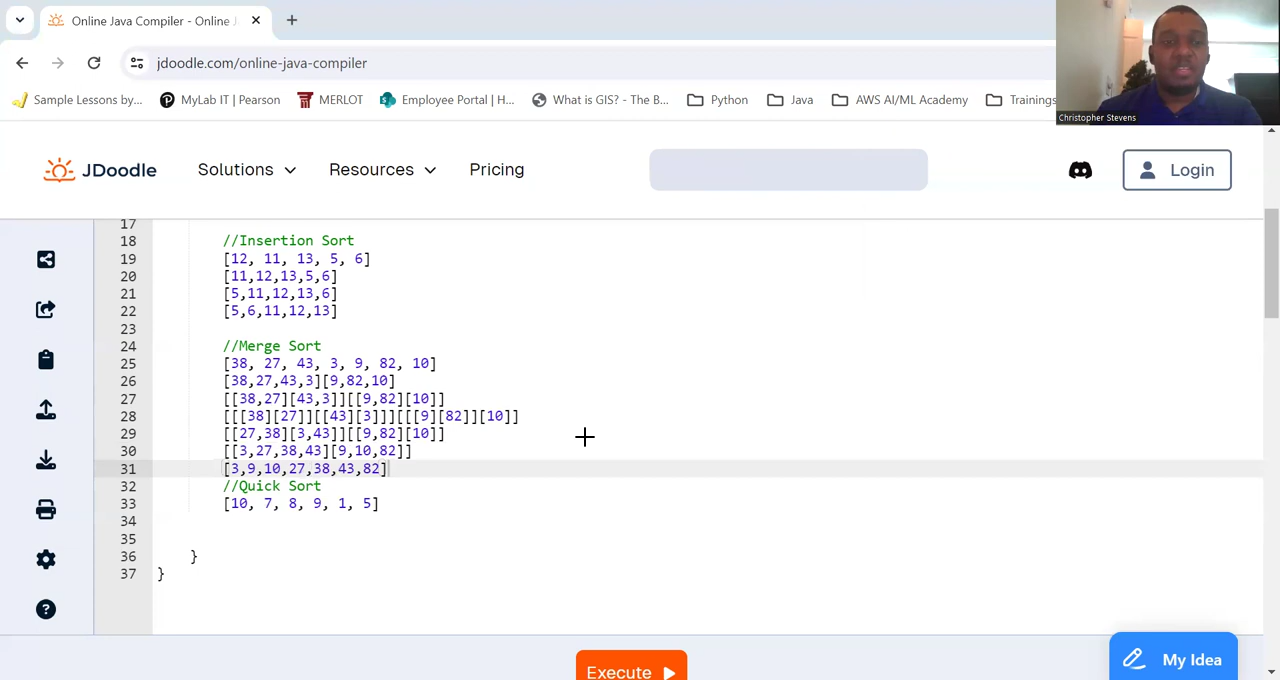 Online Java Compiler - Online J
jdoodle.com/online-java-compiler
Sample Lessons by...
MyLab IT | Pearson
MERLOT
Employee Portal | H...
What is GIS? - The B...
Python
Java
AWS AI/ML Academy
Trainings
Christopher Stevens
JDoodle
Solutions
Resources
Pricing
Login
17
18 //Insertion Sort
19 [12, 11, 13, 5, 6]
20 [11,12,13,5,6]
21 [5,11,12,13,6]
22 [5,6,11,12,13]
23
24 //Merge Sort
25 [38, 27, 43, 3, 9, 82, 10]
26 [38,27,43,3][9,82,10]
27 [[38,27][43,3]][[9,82][10]]
28 [[[38][27]][[43][3]]][[[9][82]][10]]
29 [[27,38][3,43]][[9,82][10]]
30 [[3,27,38,43][9,10,82]]
31 [3,9,10,27,38,43,82]
32 //Quick Sort
33 [10, 7, 8, 9, 1, 5]
34
35
36 }
37 }
Execute
My Idea